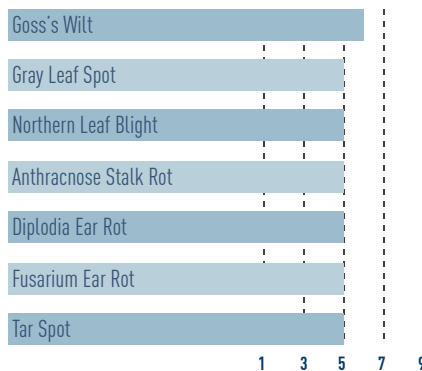 Goss's Wilt
Gray Leaf Spot
Northern Leaf Blight
Anthracnose Stalk Rot
Diplodia Ear Rot
Fusarium Ear Rot
Tar Spot
1 3 5 7 9